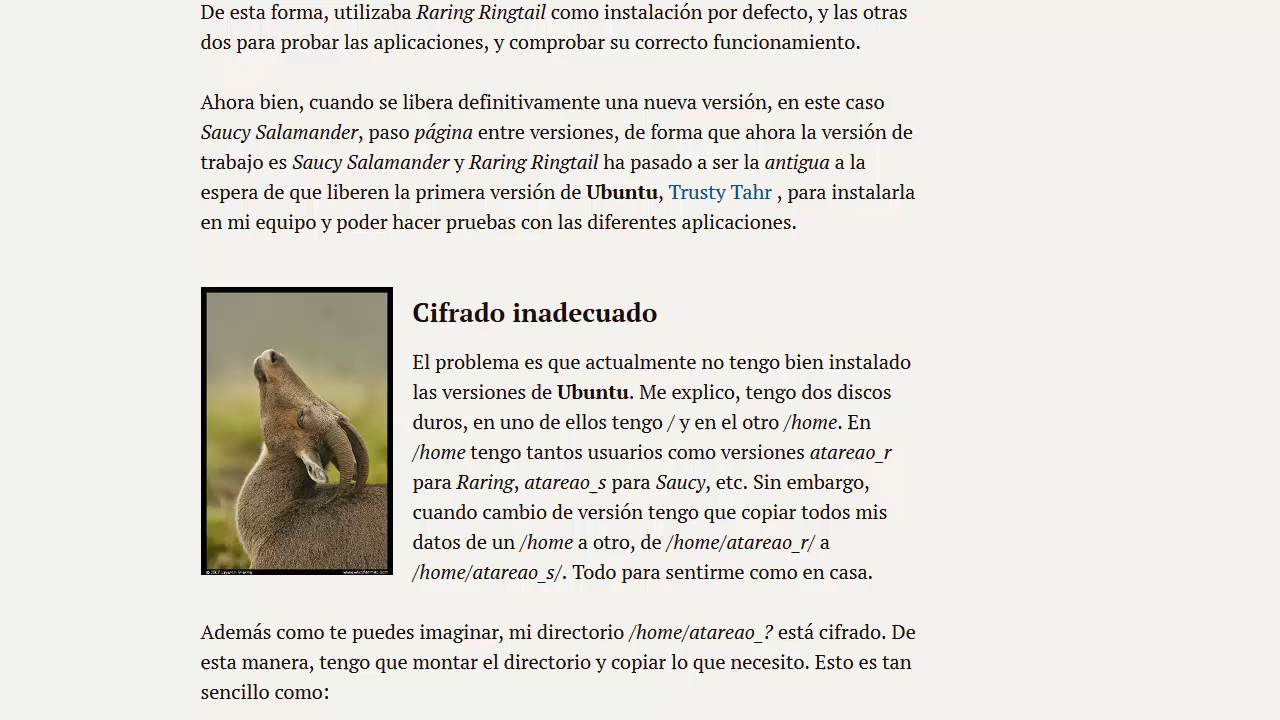 De esta forma, utilizaba Raring Ringtail como instalación por defecto, y las otras
dos para probar las aplicaciones, y comprobar su correcto funcionamiento.
Ahora bien, cuando se libera definitivamente una nueva versión, en este caso
Saucy Salamander, paso página entre versiones, de forma que ahora la versión de
trabajo es Saucy Salamander y Raring Ringtail ha pasado a ser la antigua a la
espera de que liberen la primera versión de Ubuntu, Trusty Tahr , para instalarla
en mi equipo y poder hacer pruebas con las diferentes aplicaciones.
Cifrado inadecuado
El problema es que actualmente no tengo bien instalado
las versiones de Ubuntu. Me explico, tengo dos discos
duros, en uno de ellos tengo / y en el otro /home. En
/home tengo tantos usuarios como versiones atareao_r
para Raring, atareao_s para Saucy, etc. Sin embargo,
cuando cambio de versión tengo que copiar todos mis
datos de un /home a otro, de /home/atareao_r/ a
/home/atareao_s/. Todo para sentirme como en casa.
Además como te puedes imaginar, mi directorio /home/atareao_? está cifrado. De
esta manera, tengo que montar el directorio y copiar lo que necesito. Esto es tan
sencillo como: